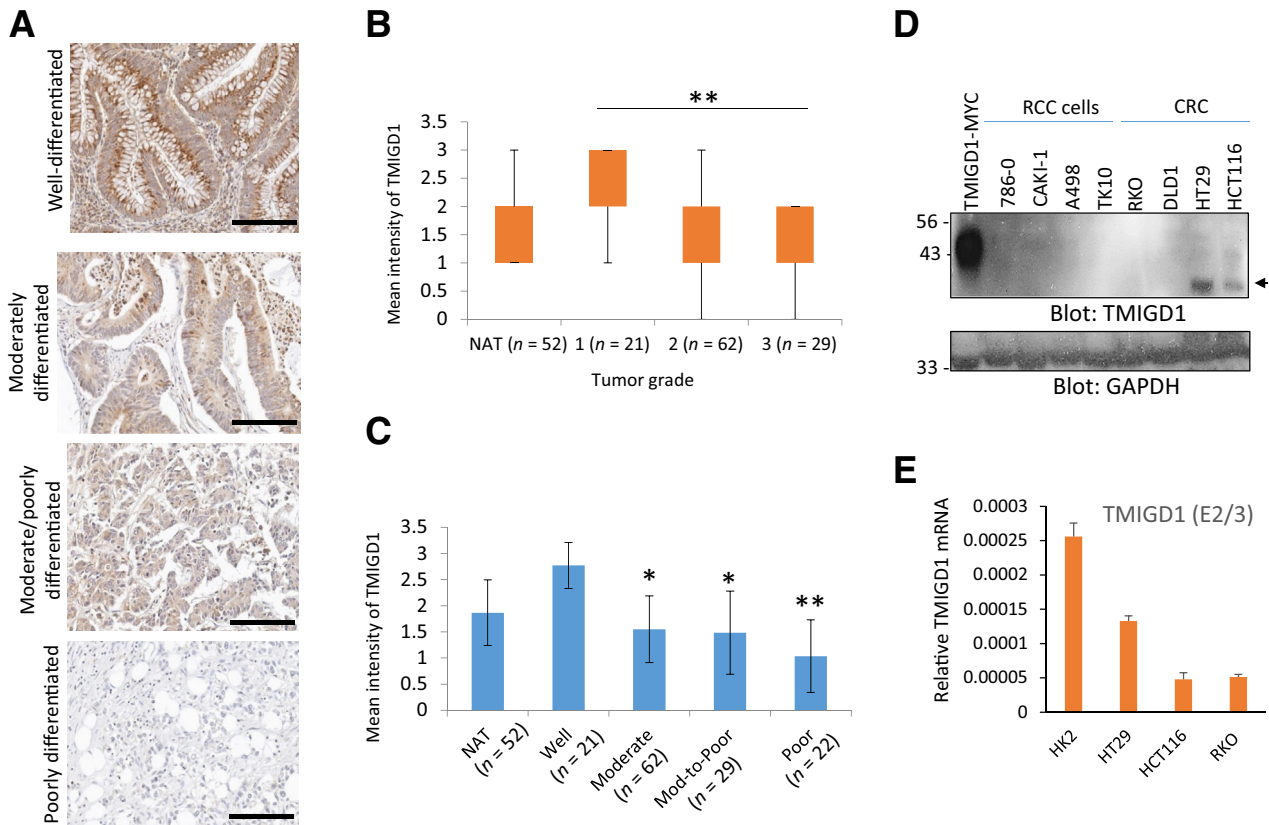 A
Well-differentiated
Moderately
differentiated
Moderate/poorly
differentiated
Poorly differentiated
B
**
Mean intensity of TMIGD1
3.5
3
2.5
2
1.5
1
0.5
0
NAT (n = 52)
1 (n = 21)
2 (n = 62)
3 (n = 29)
Tumor grade
C
Mean intensity of TMIGD1
3.5
3
2.5
2
1.5
1
0.5
0
*
*
**
NAT
(n = 52)
Well
(n = 21)
Moderate
(n = 62)
Mod-to-Poor
(n = 29)
Poor
(n = 22)
D
RCC cells
CRC
TMIGD1-MYC
786-0
CAKI-1
A498
TK10
RKO
DLD1
HT29
HCT116
56 -
43 -
Blot: TMIGD1
33 -
Blot: GAPDH
E
TMIGD1 (E2/3)
Relative TMIGD1 mRNA
0.0003
0.00025
0.0002
0.00015
0.0001
0.00005
0
HK2
HT29
HCT116
RKO